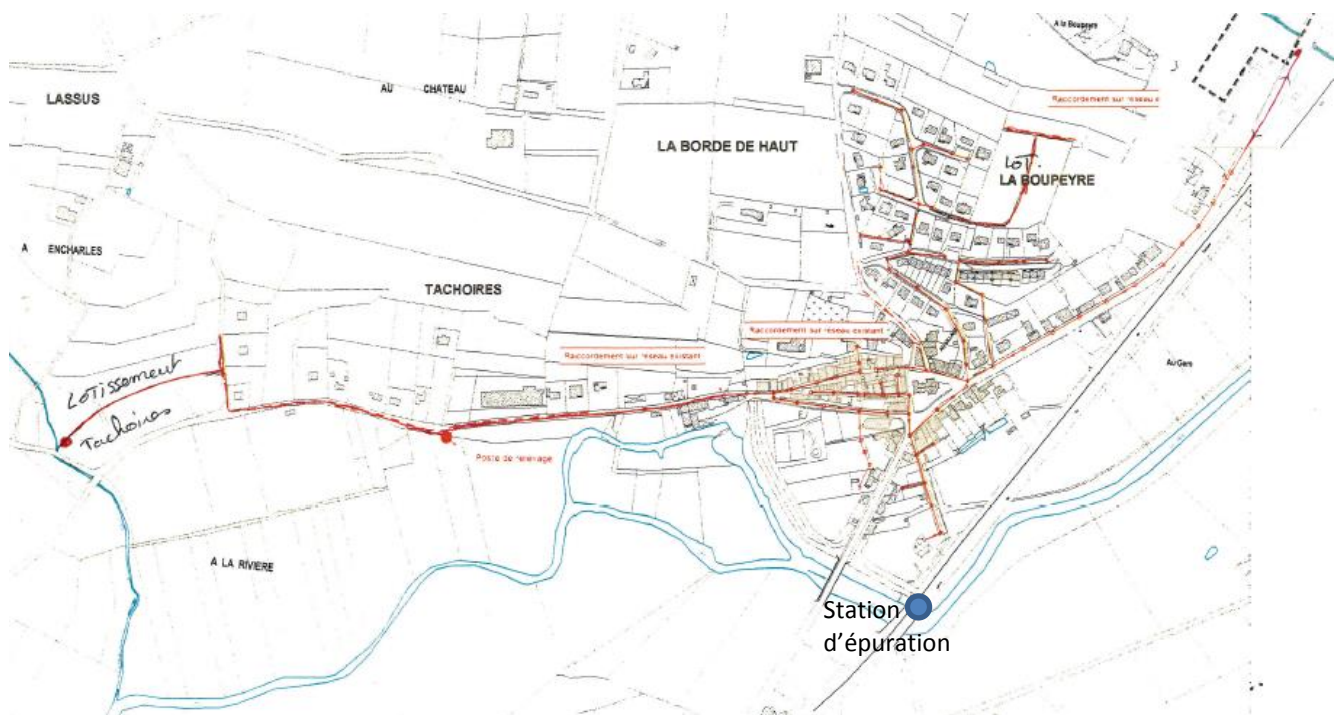 A la Boupeyre
LASSUS
AU CHATEAU
Raccordement sur réseau e
LA BORDE DE HAUT
LOT.
LA BOUPEYRE
A ENCHARLES
TACHOIRES
Raccordement sur réseau existant
Raccordement sur réseau existant
Au Gers
Lotissement
Tachoires
Poste de relevage
A LA RIVIERE
Station
d'épuration